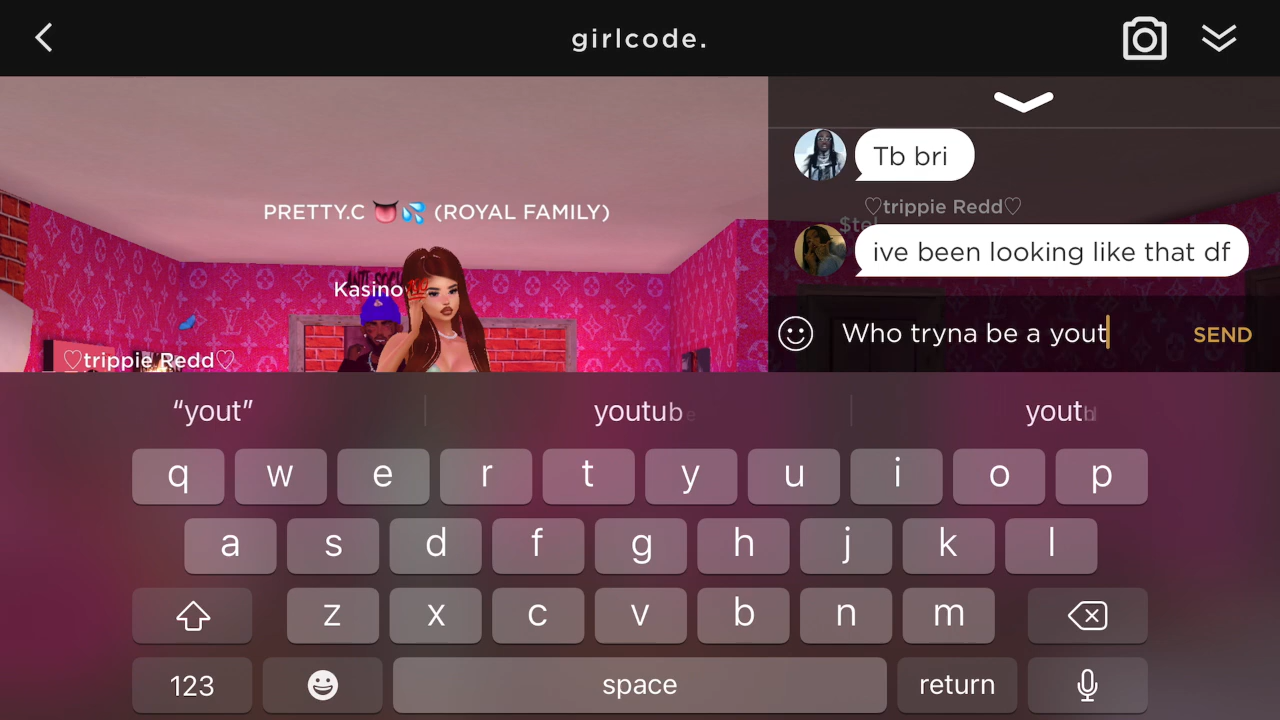 girlcode.
PRETTY.C 👅💦 (ROYAL FAMILY)
Kasino💯
♡trippie Redd♡
Tb bri
♡trippie Redd♡
$tel
ive been looking like that df
Who tryna be a yout
SEND
“yout” youtube
q w e r t y u i o p
a s d f g h j k l
z x c v b n m
123 space return